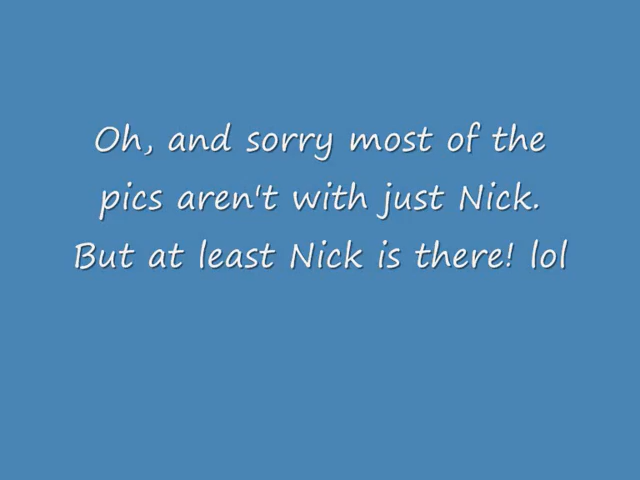 Oh, and sorry most of the
pics aren't with just Nick.
But at least Nick is there! lol